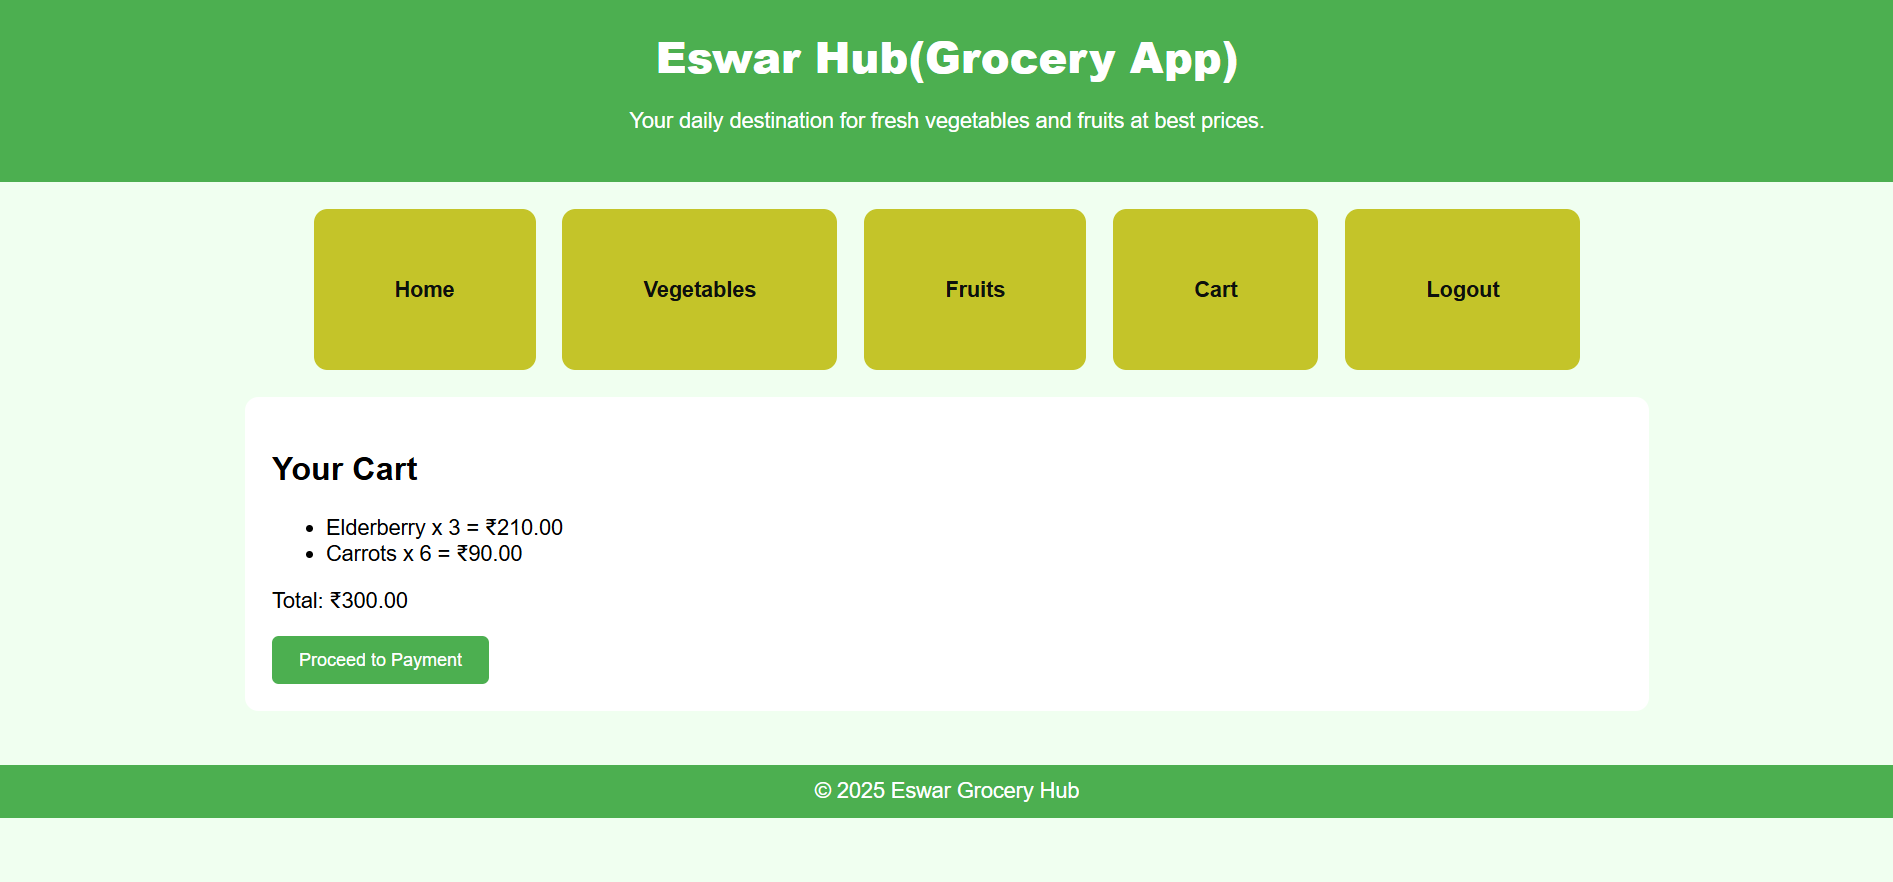 Eswar Hub(Grocery App)
Your daily destination for fresh vegetables and fruits at best prices.
Home Vegetables Fruits Cart Logout
Your Cart
• Elderberry x 3 = ₹210.00
• Carrots x 6 = ₹90.00
Total: ₹300.00
Proceed to Payment
© 2025 Eswar Grocery Hub